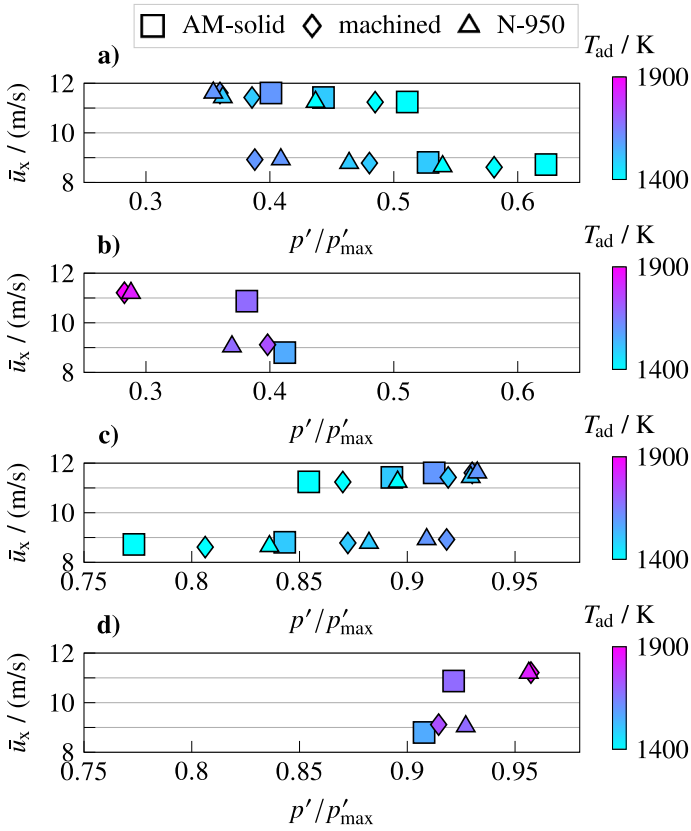 AM-solid machined N-950
a)
T_ad / K
12
10
8
ū_x / (m/s)
1900
1400
0.3 0.4 0.5 0.6
p′/p′_max
b)
T_ad / K
12
10
8
ū_x / (m/s)
1900
1400
0.3 0.4 0.5 0.6
p′/p′_max
c)
T_ad / K
12
10
8
ū_x / (m/s)
1900
1400
0.75 0.8 0.85 0.9 0.95
p′/p′_max
d)
T_ad / K
12
10
8
ū_x / (m/s)
1900
1400
0.75 0.8 0.85 0.9 0.95
p′/p′_max